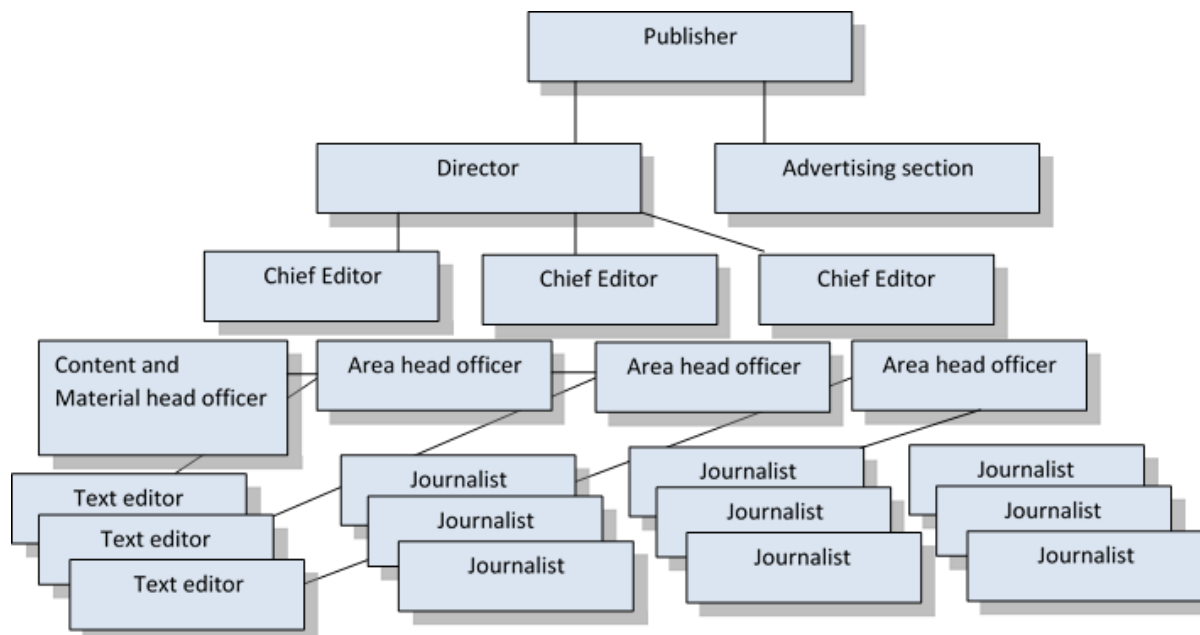 Publisher
Director
Advertising section
Chief Editor
Chief Editor
Chief Editor
Content and
Material head officer
Area head officer
Area head officer
Area head officer
Text editor
Text editor
Text editor
Journalist
Journalist
Journalist
Journalist
Journalist
Journalist
Journalist
Journalist
Journalist